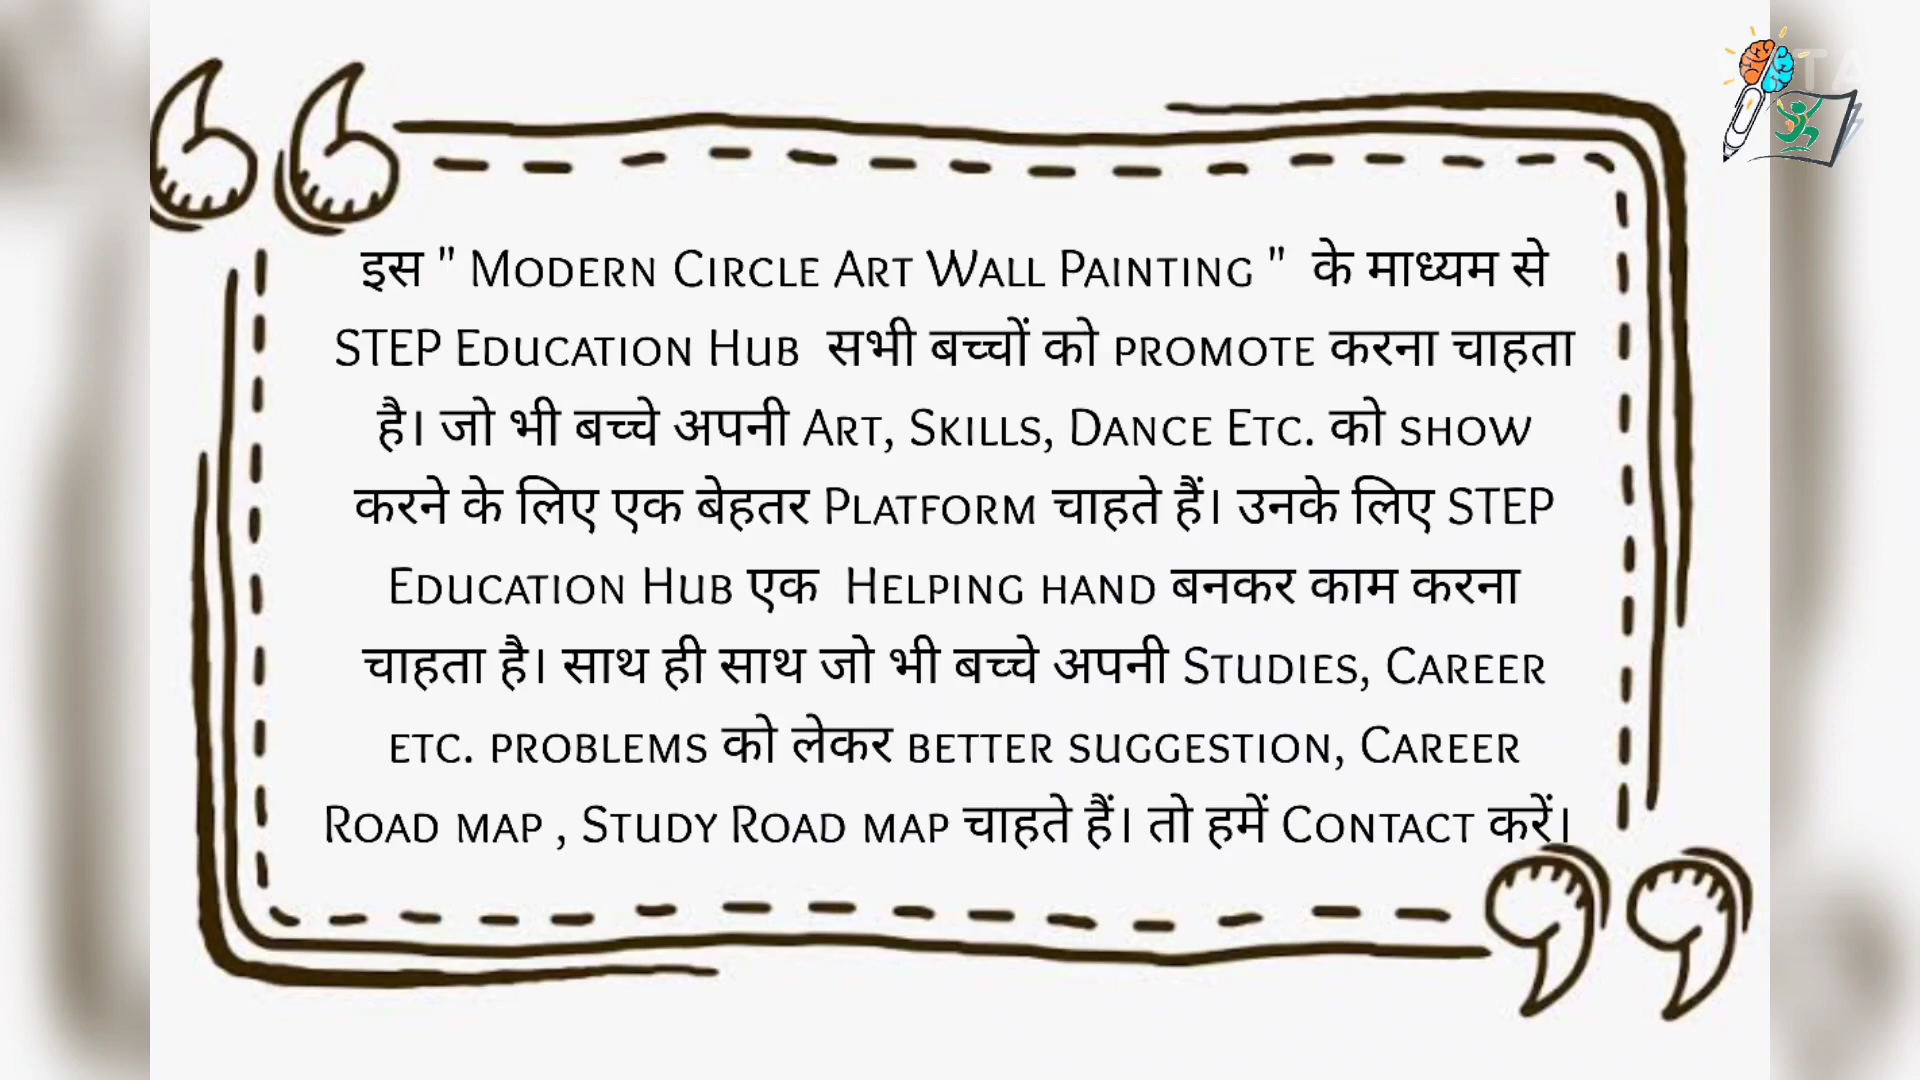 इस " Modern Circle Art Wall Painting " के माध्यम से
STEP Education Hub सभी बच्चों को promote करना चाहता
है। जो भी बच्चे अपनी Art, Skills, Dance Etc. को show
करने के लिए एक बेहतर Platform चाहते हैं। उनके लिए STEP
Education Hub एक Helping hand बनकर काम करना
चाहता है। साथ ही साथ जो भी बच्चे अपनी Studies, Career
etc. problems को लेकर better suggestion, Career
Road map , Study Road map चाहते हैं। तो हमें Contact करें।